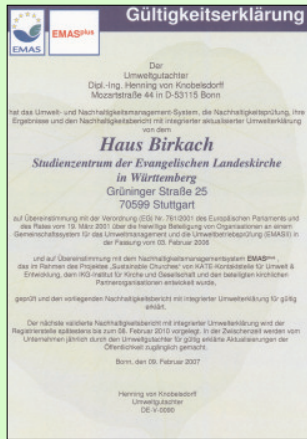 Gültigkeitserklärung
EMAS
EMASplus
Der
Umweltgutachter
Dipl.-Ing. Henning von Knobelsdorff
Mozartstraße 44 in D-53115 Bonn
hat das Umwelt- und Nachhaltigkeitsmanagement-System, die Nachhaltigkeitsprüfung, ihre
Ergebnisse und den Nachhaltigkeitsbericht mit integrierter aktualisierter Umwelterklärung
von dem
Haus Birkach
Studienzentrum der Evangelischen Landeskirche
in Württemberg
Grüninger Straße 25
70599 Stuttgart
auf Übereinstimmung mit der Verordnung (EG) Nr. 761/2001 des Europäischen Parlaments und
des Rates vom 19. März 2001 über die freiwillige Beteiligung von Organisationen an einem
Gemeinschaftssystem für das Umweltmanagement und die Umweltbetriebsprüfung (EMAS) in
der Fassung vom 03. Februar 2006
und auf Übereinstimmung mit dem Nachhaltigkeitsmanagementsystem EMASplus,
das im Rahmen des Projektes „Sustainable Churches“ von KATE-Kontaktstelle für Umwelt &
Entwicklung, dem IKG-Institut für Kirche und Gesellschaft und den beteiligten kirchlichen
Partnerorganisationen entwickelt wurde,
geprüft und den vorliegenden Nachhaltigkeitsbericht mit integrierter Umwelterklärung für gültig
erklärt.
Der nächste validierte Nachhaltigkeitsbericht mit integrierter Umwelterklärung wird der
Registrierstelle spätestens bis zum 08. Februar 2010 vorgelegt. In der Zwischenzeit werden vom
Unternehmen jährlich durch den Umweltgutachter für gültig erklärte Aktualisierungen der
Öffentlichkeit zugänglich gemacht.
Bonn, den 09. Februar 2007
Henning von Knobelsdorff
Umweltgutachter
DE-V-0090